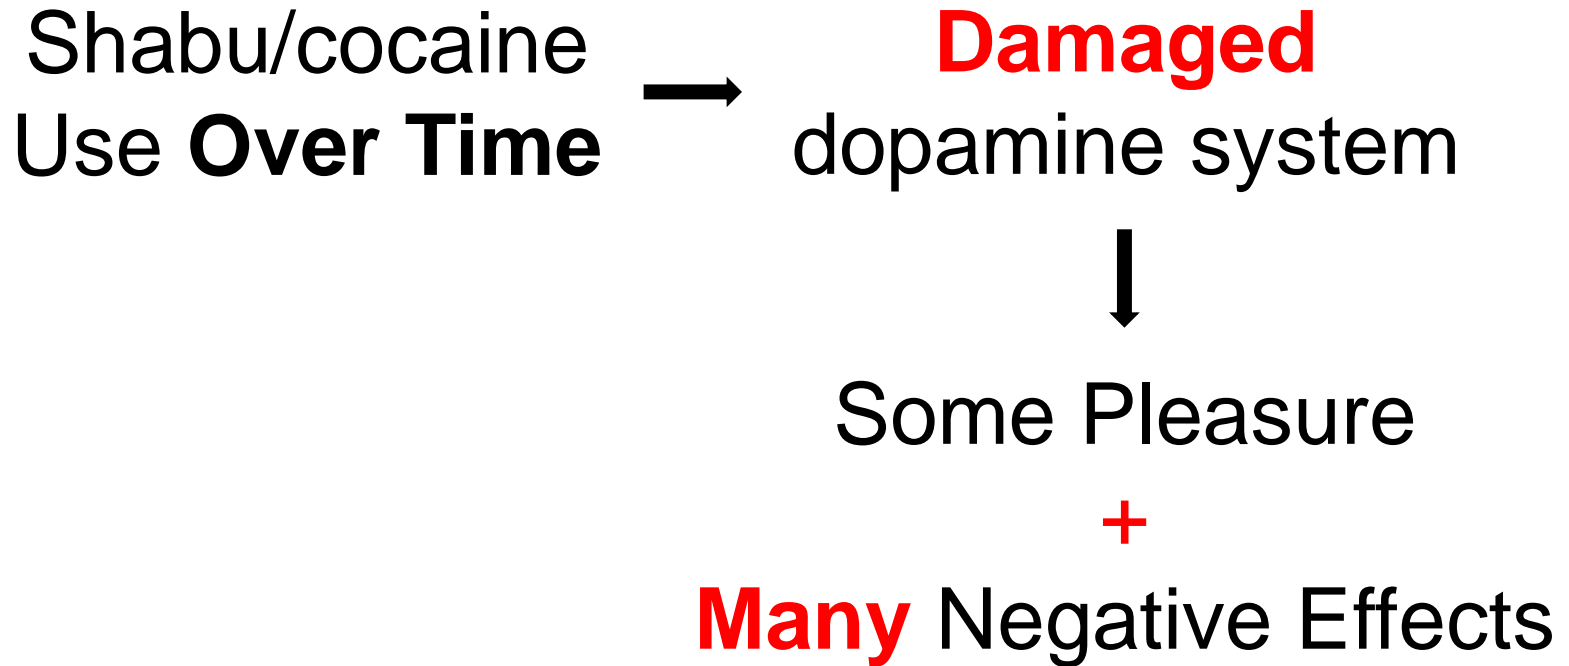 Shabu/cocaine
Use Over Time
Damaged
dopamine system
Some Pleasure
+
Many Negative Effects